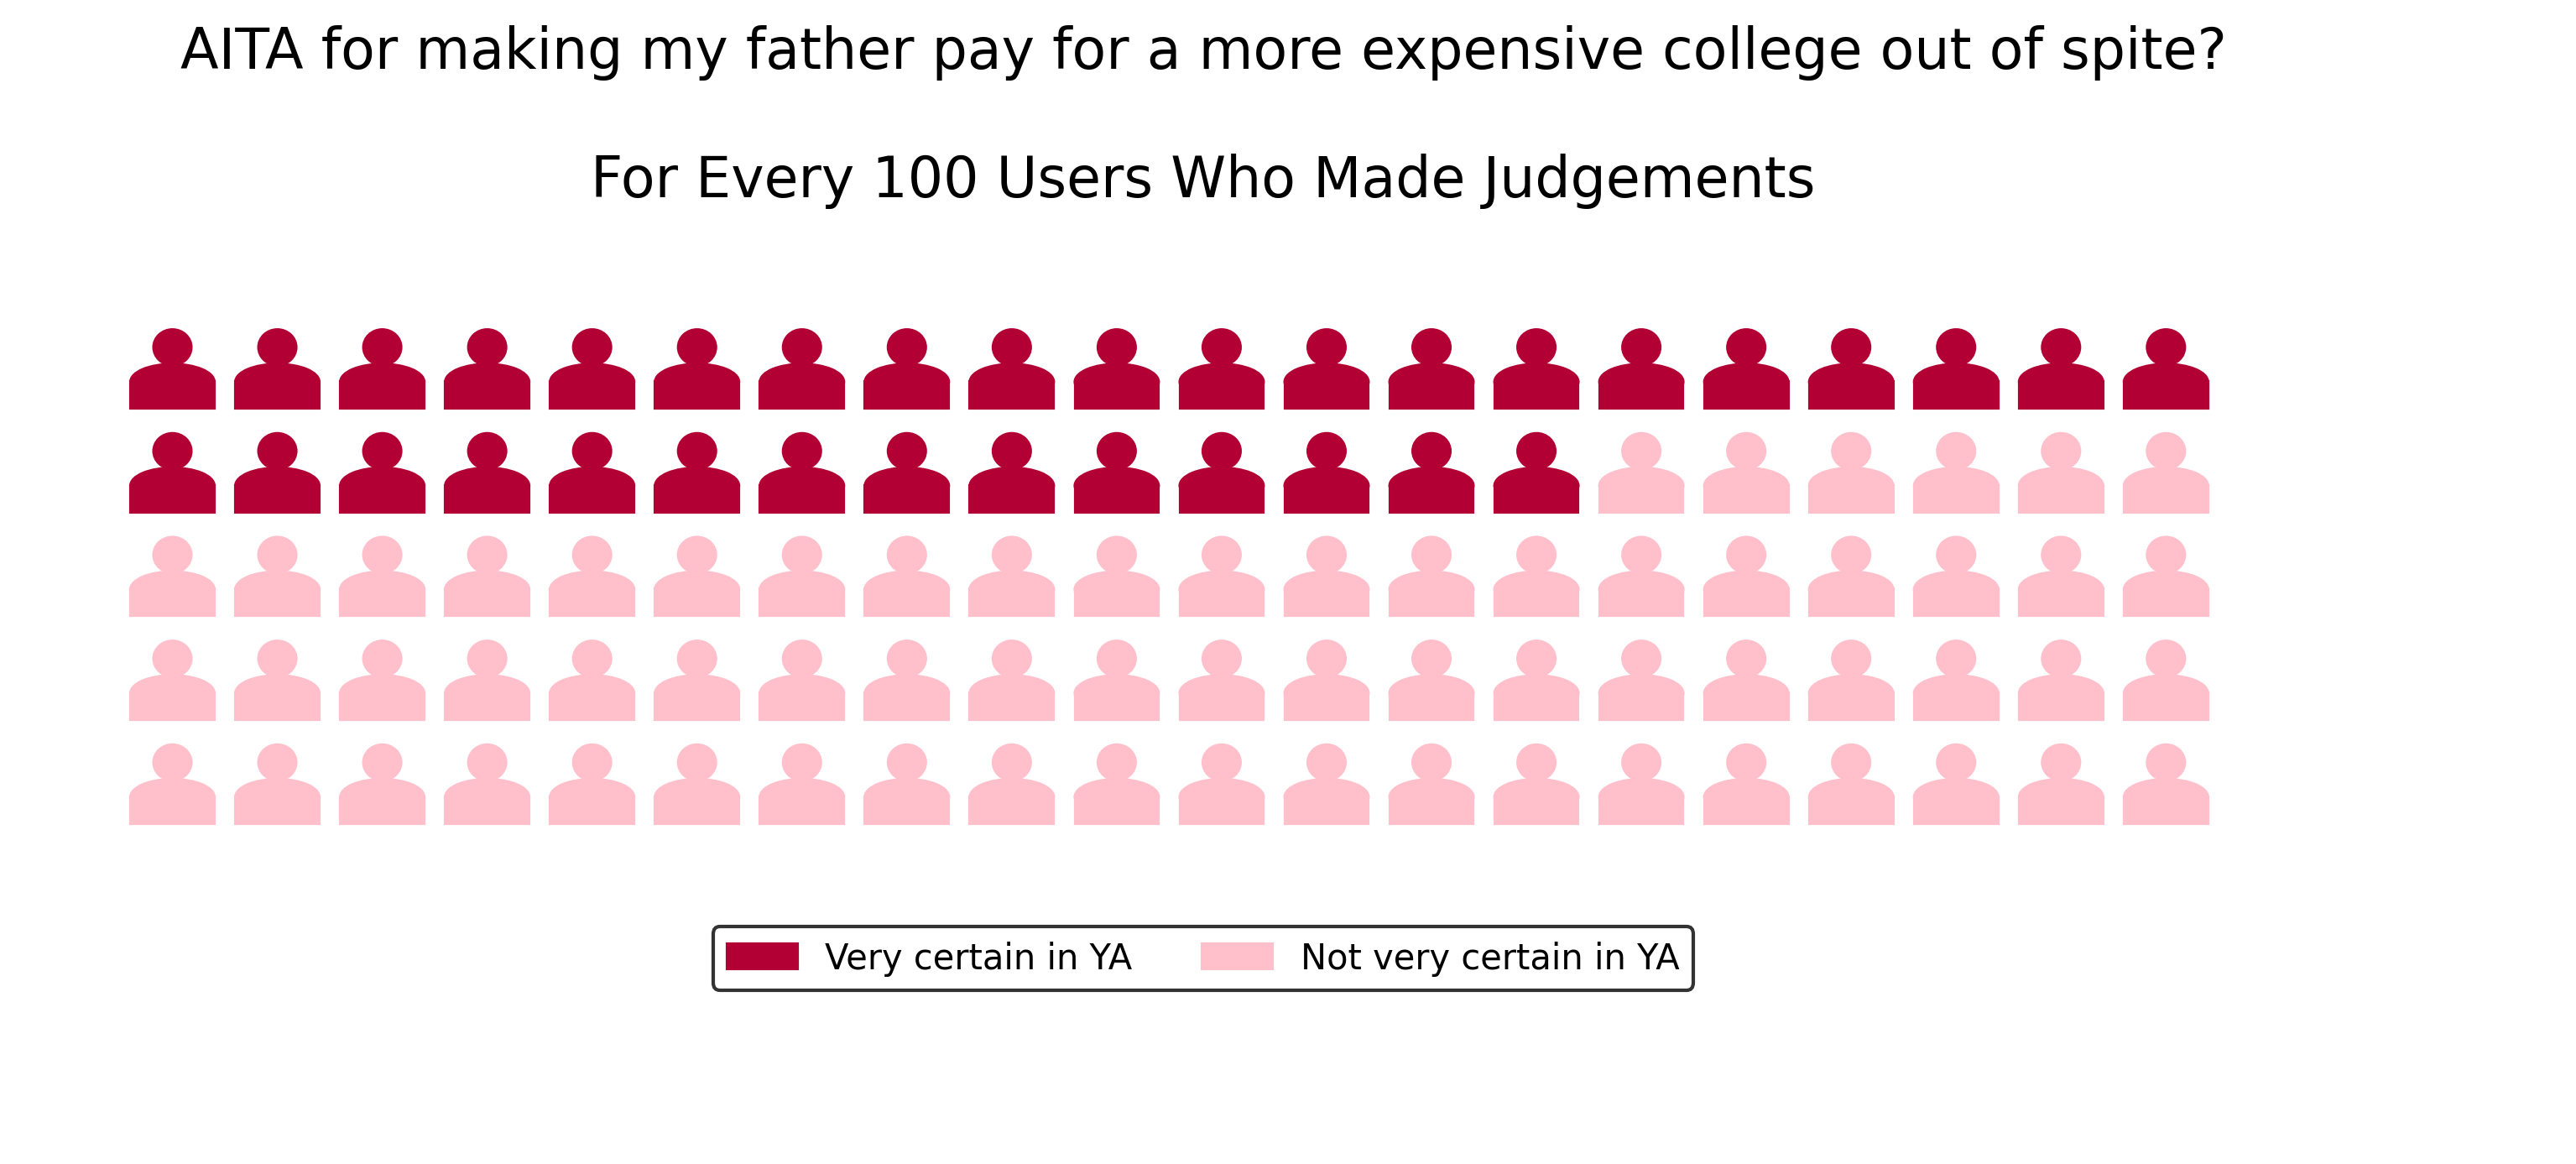 AITA for making my father pay for a more expensive college out of spite?
For Every 100 Users Who Made Judgements
Very certain in YA
Not very certain in YA